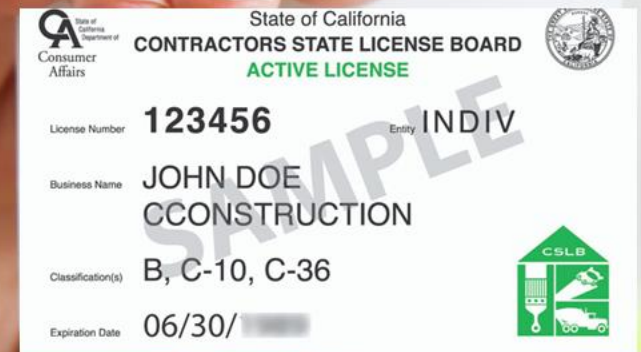 State of
California
Department of
Consumer
Affairs
State of California
CONTRACTORS STATE LICENSE BOARD
ACTIVE LICENSE
License Number 123456 Entity INDIV
Business Name JOHN DOE
CCONSTRUCTION
Classification(s) B, C-10, C-36
Expiration Date 06/30/
SAMPLE
CSLB